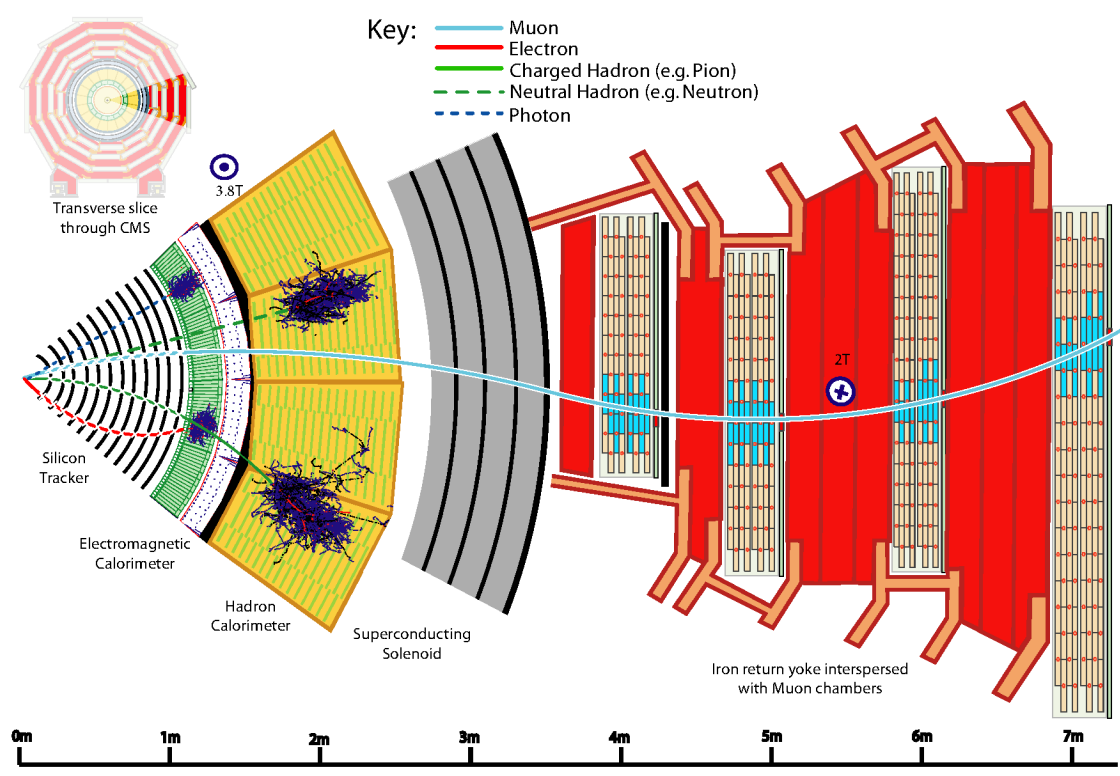 Key:
Muon
Electron
Charged Hadron (e.g. Pion)
Neutral Hadron (e.g. Neutron)
Photon
3.8T
Transverse slice
through CMS
2T
Silicon
Tracker
Electromagnetic
Calorimeter
Hadron
Calorimeter
Superconducting
Solenoid
Iron return yoke interspersed
with Muon chambers
0m 1m 2m 3m 4m 5m 6m 7m